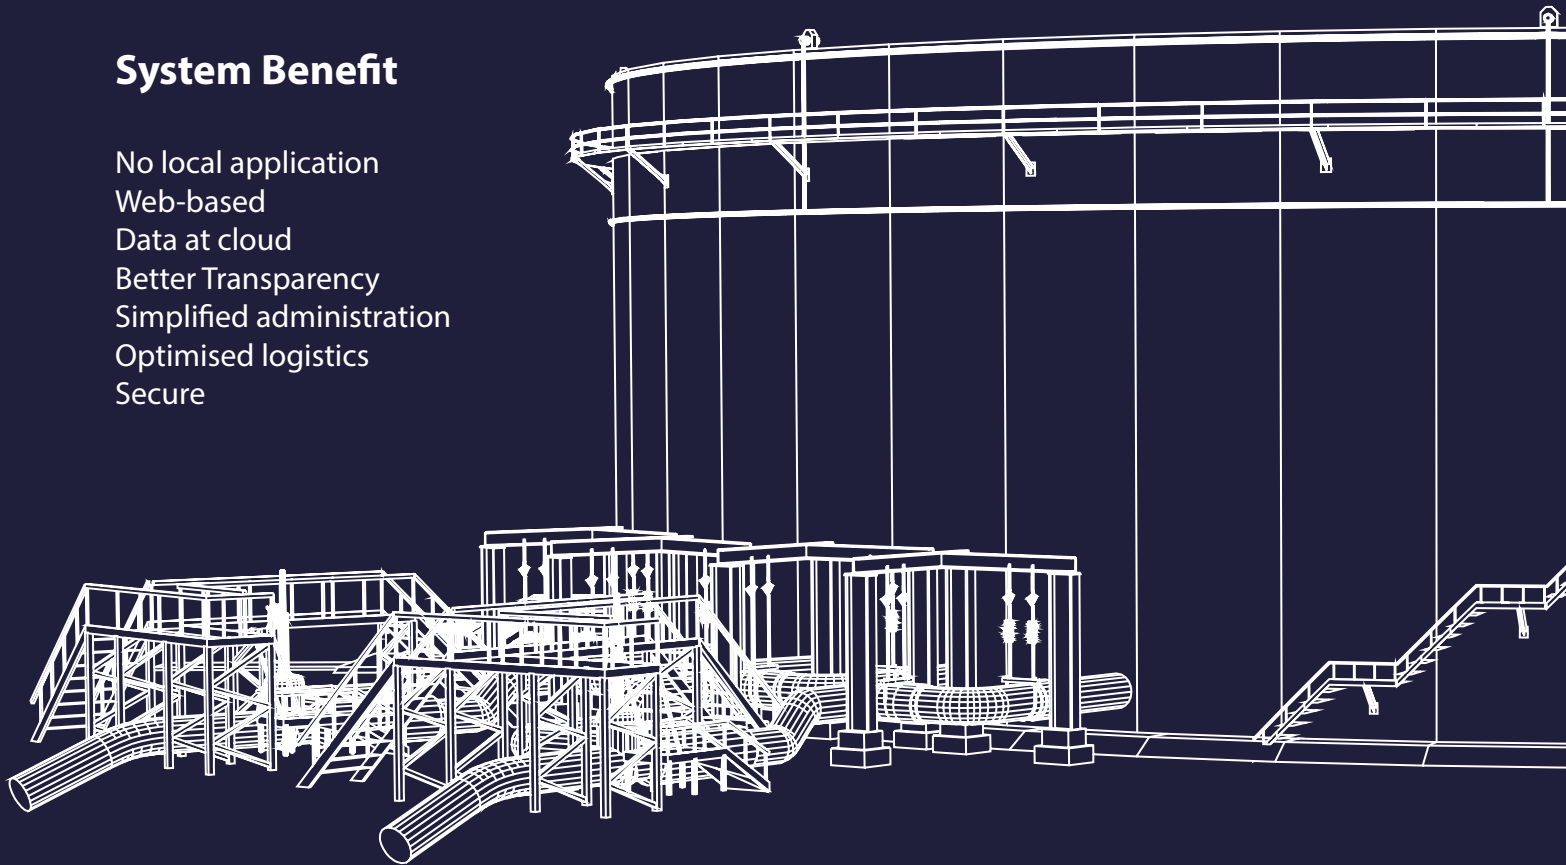 System Benefit
No local application
Web-based
Data at cloud
Better Transparency
Simplified administration
Optimised logistics
Secure